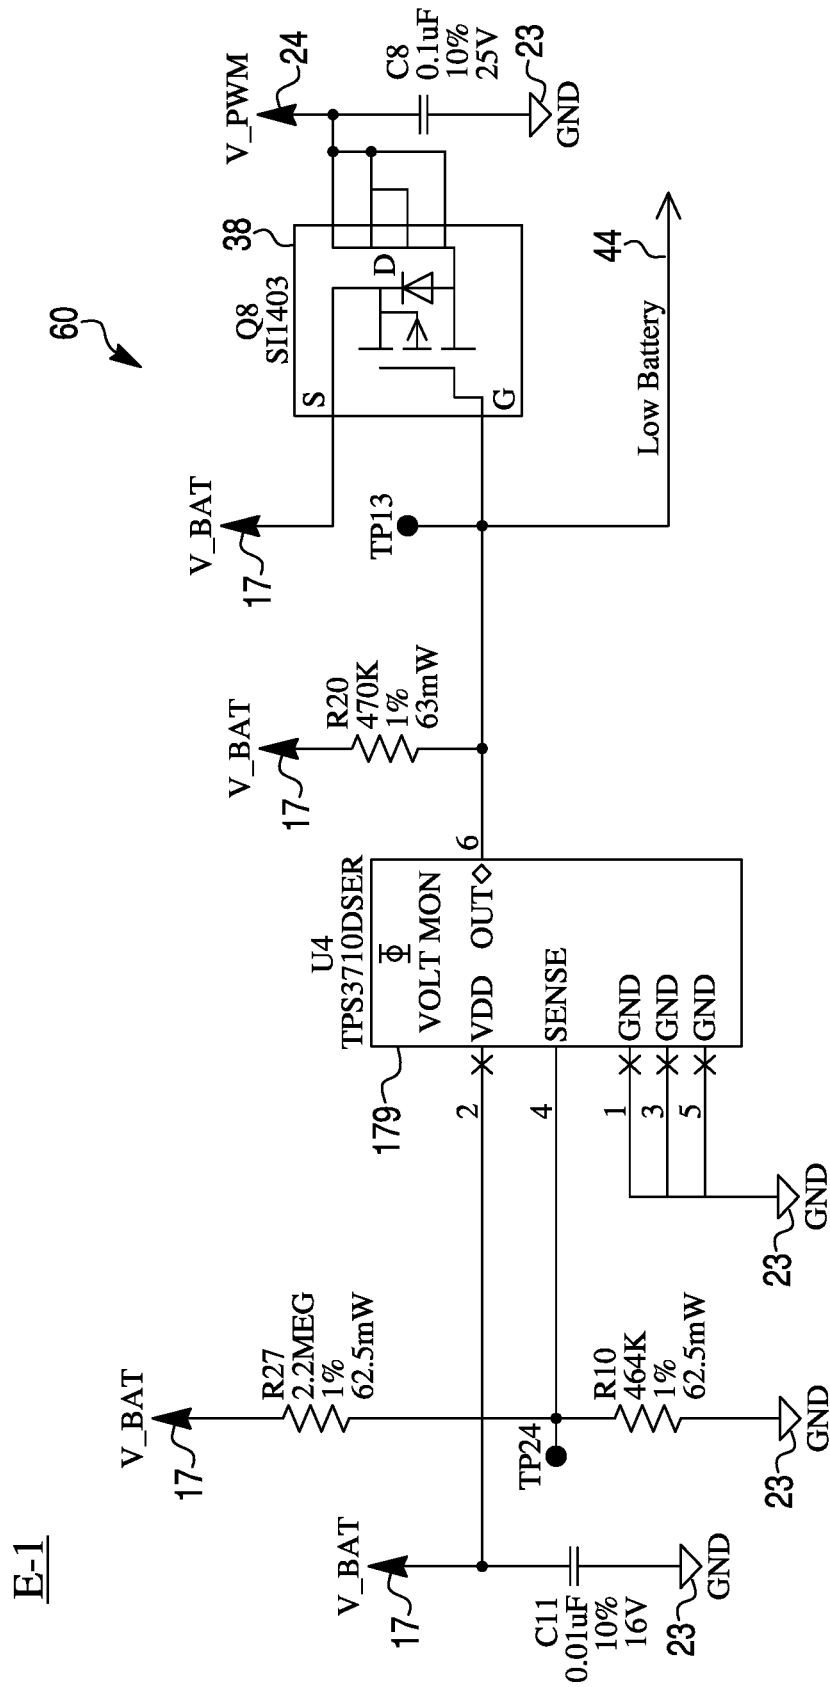 E-1
60
V_BAT
17
C11
0.01uF
10%
16V
23
GND
V_BAT
17
R27
2.2MEG
1%
62.5mW
TP24
R10
464K
1%
62.5mW
23
GND
2
4
1
3
5
23
GND
179
U4
TPS3710DSER
VOLT MON
VDD OUT
SENSE
GND
GND
GND
6
V_BAT
17
R20
470K
1%
63mW
V_BAT
17
TP13
Q8
SI1403
38
S
D
G
Low Battery
44
V_PWM
24
C8
0.1uF
10%
25V
23
GND